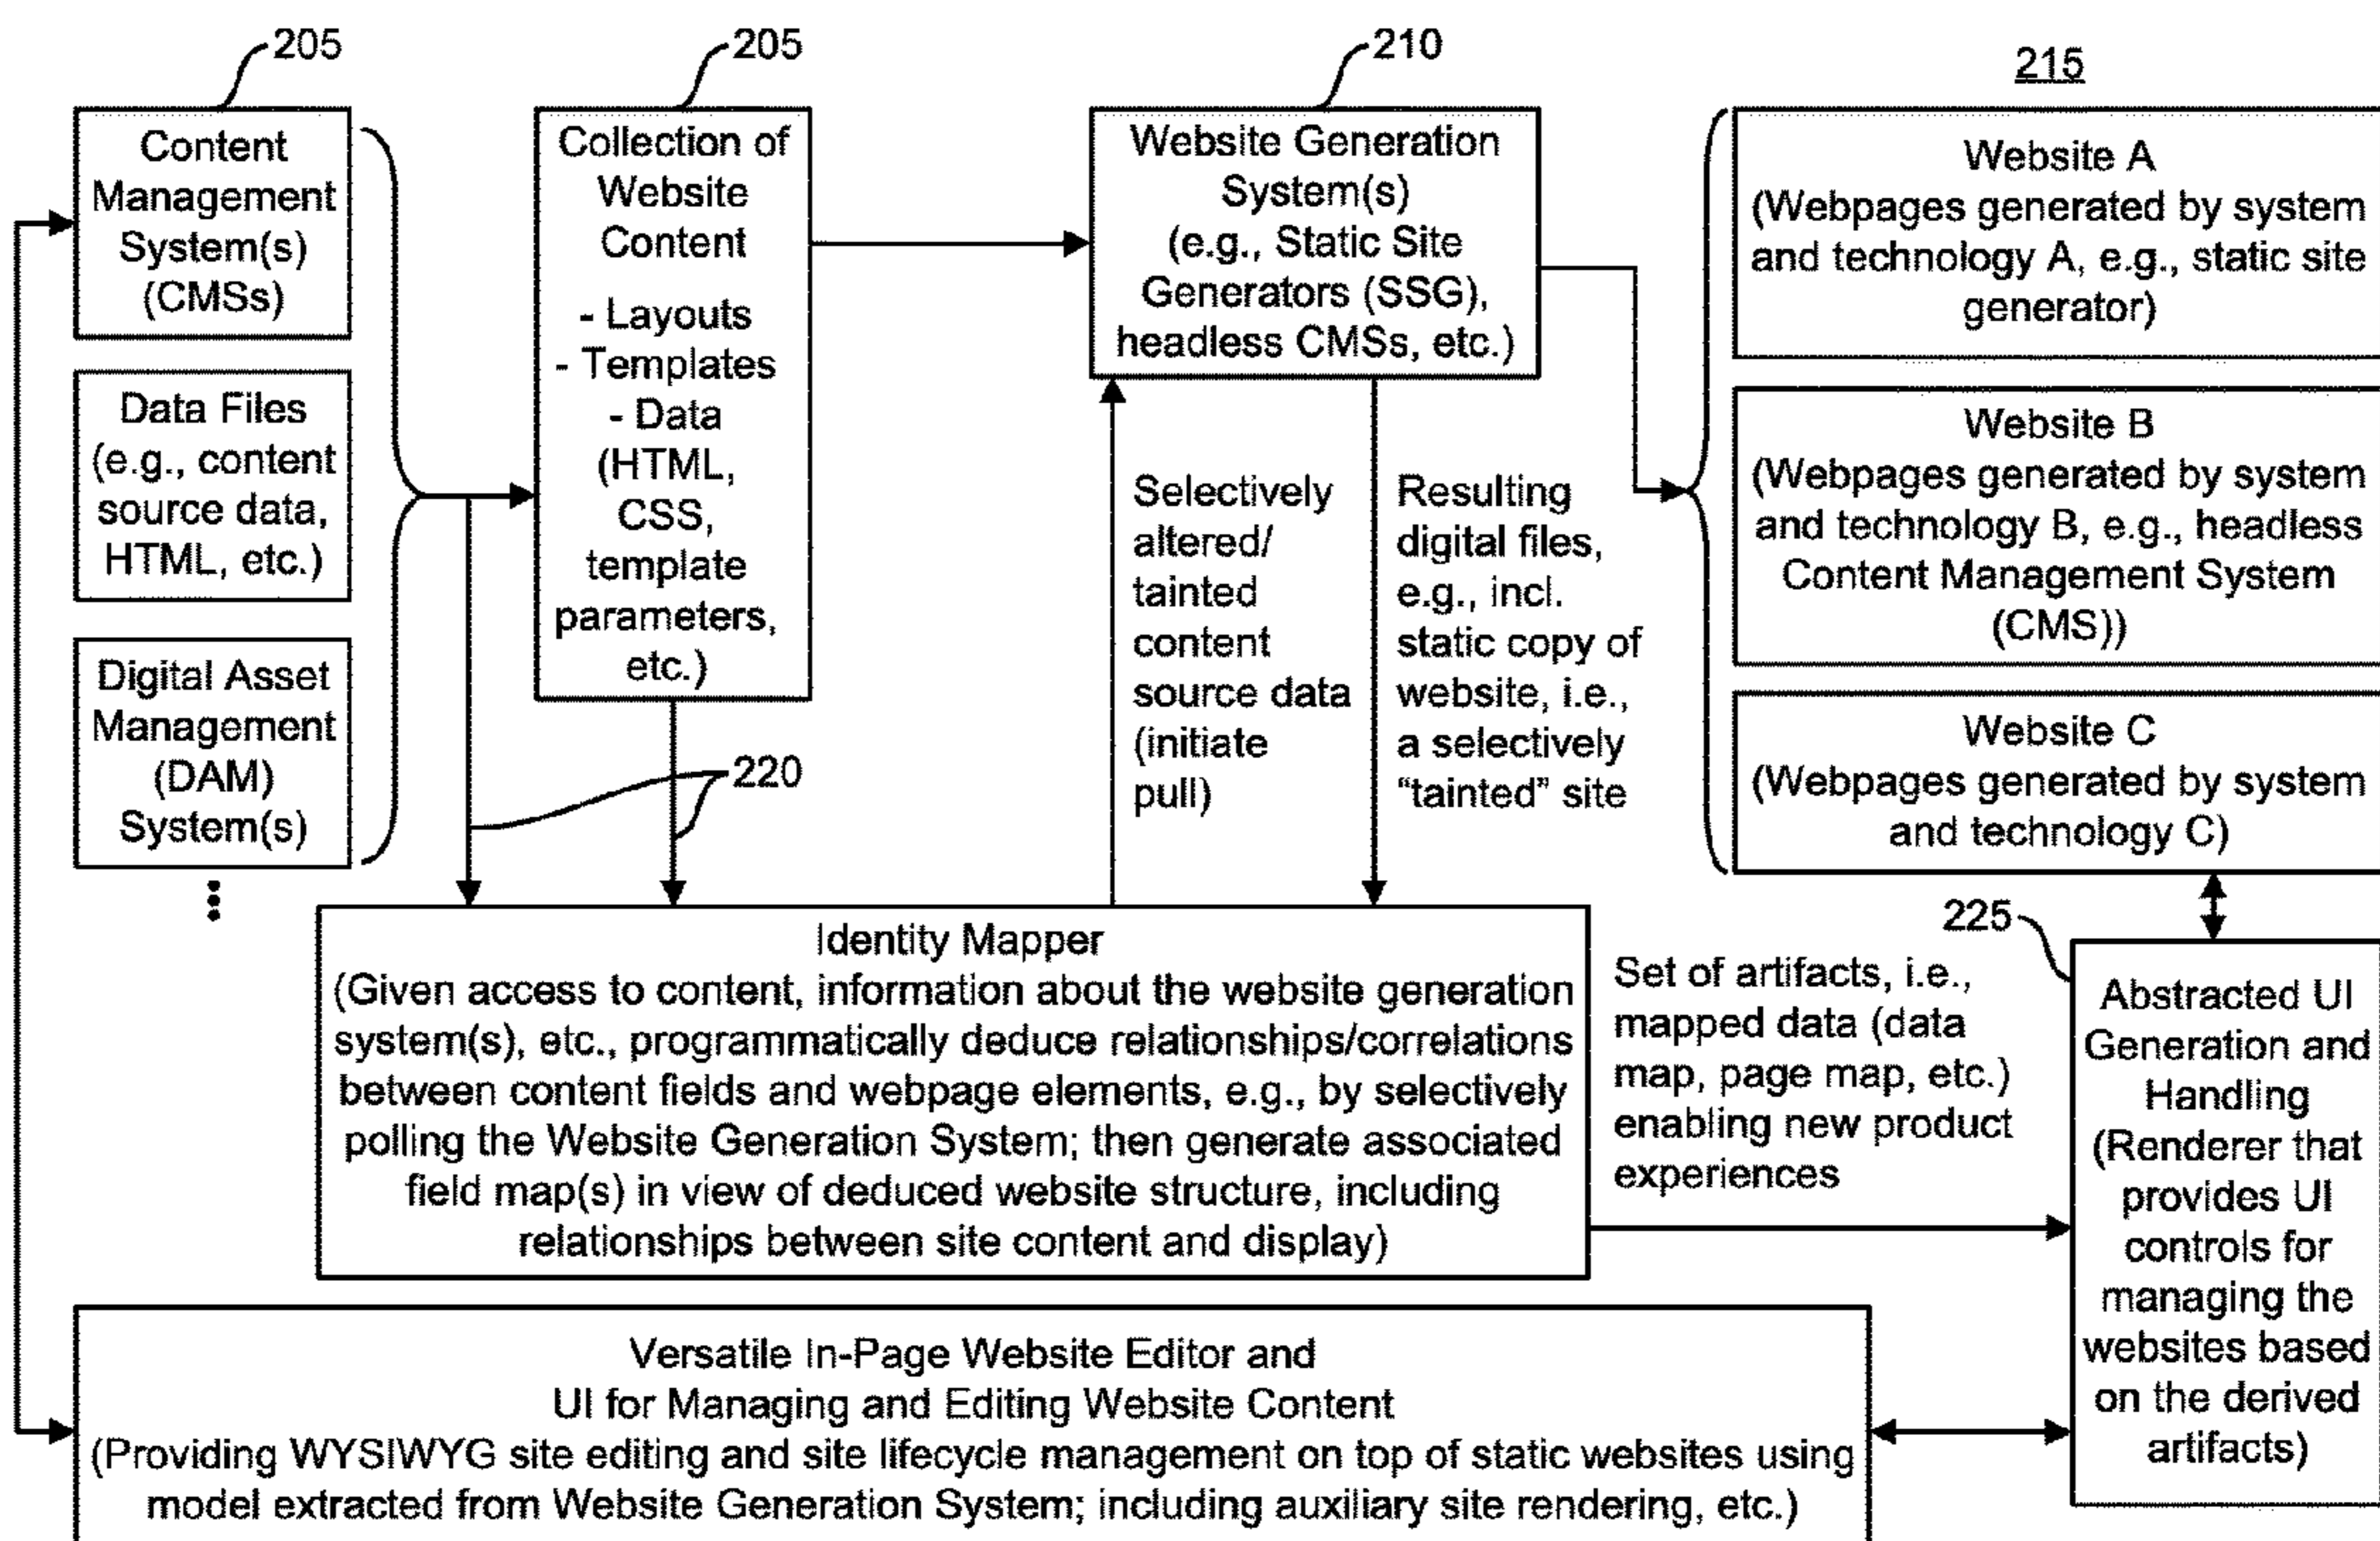 205
205
210
215
Content
Management
System(s)
(CMSs)
Data Files
(e.g., content
source data,
HTML, etc.)
Digital Asset
Management
(DAM)
System(s)
Collection of
Website
Content
- Layouts
- Templates
- Data
(HTML,
CSS,
template
parameters,
etc.)
220
Website Generation
System(s)
(e.g., Static Site
Generators (SSG),
headless CMSs, etc.)
Selectively
altered/
tainted
content
source data
(initiate
pull)
Resulting
digital files,
e.g., incl.
static copy of
website, i.e.,
a selectively
“tainted” site
Website A
(Webpages generated by system
and technology A, e.g., static site
generator)
Website B
(Webpages generated by system
and technology B, e.g., headless
Content Management System
(CMS))
Website C
(Webpages generated by system
and technology C)
Identity Mapper
(Given access to content, information about the website generation
system(s), etc., programmatically deduce relationships/correlations
between content fields and webpage elements, e.g., by selectively
polling the Website Generation System; then generate associated
field map(s) in view of deduced website structure, including
relationships between site content and display)
Set of artifacts, i.e.,
mapped data (data
map, page map, etc.)
enabling new product
experiences
225
Abstracted UI
Generation and
Handling
(Renderer that
provides UI
controls for
managing the
websites based
on the derived
artifacts)
Versatile In-Page Website Editor and
UI for Managing and Editing Website Content
(Providing WYSIWYG site editing and site lifecycle management on top of static websites using
model extracted from Website Generation System; including auxiliary site rendering, etc.)